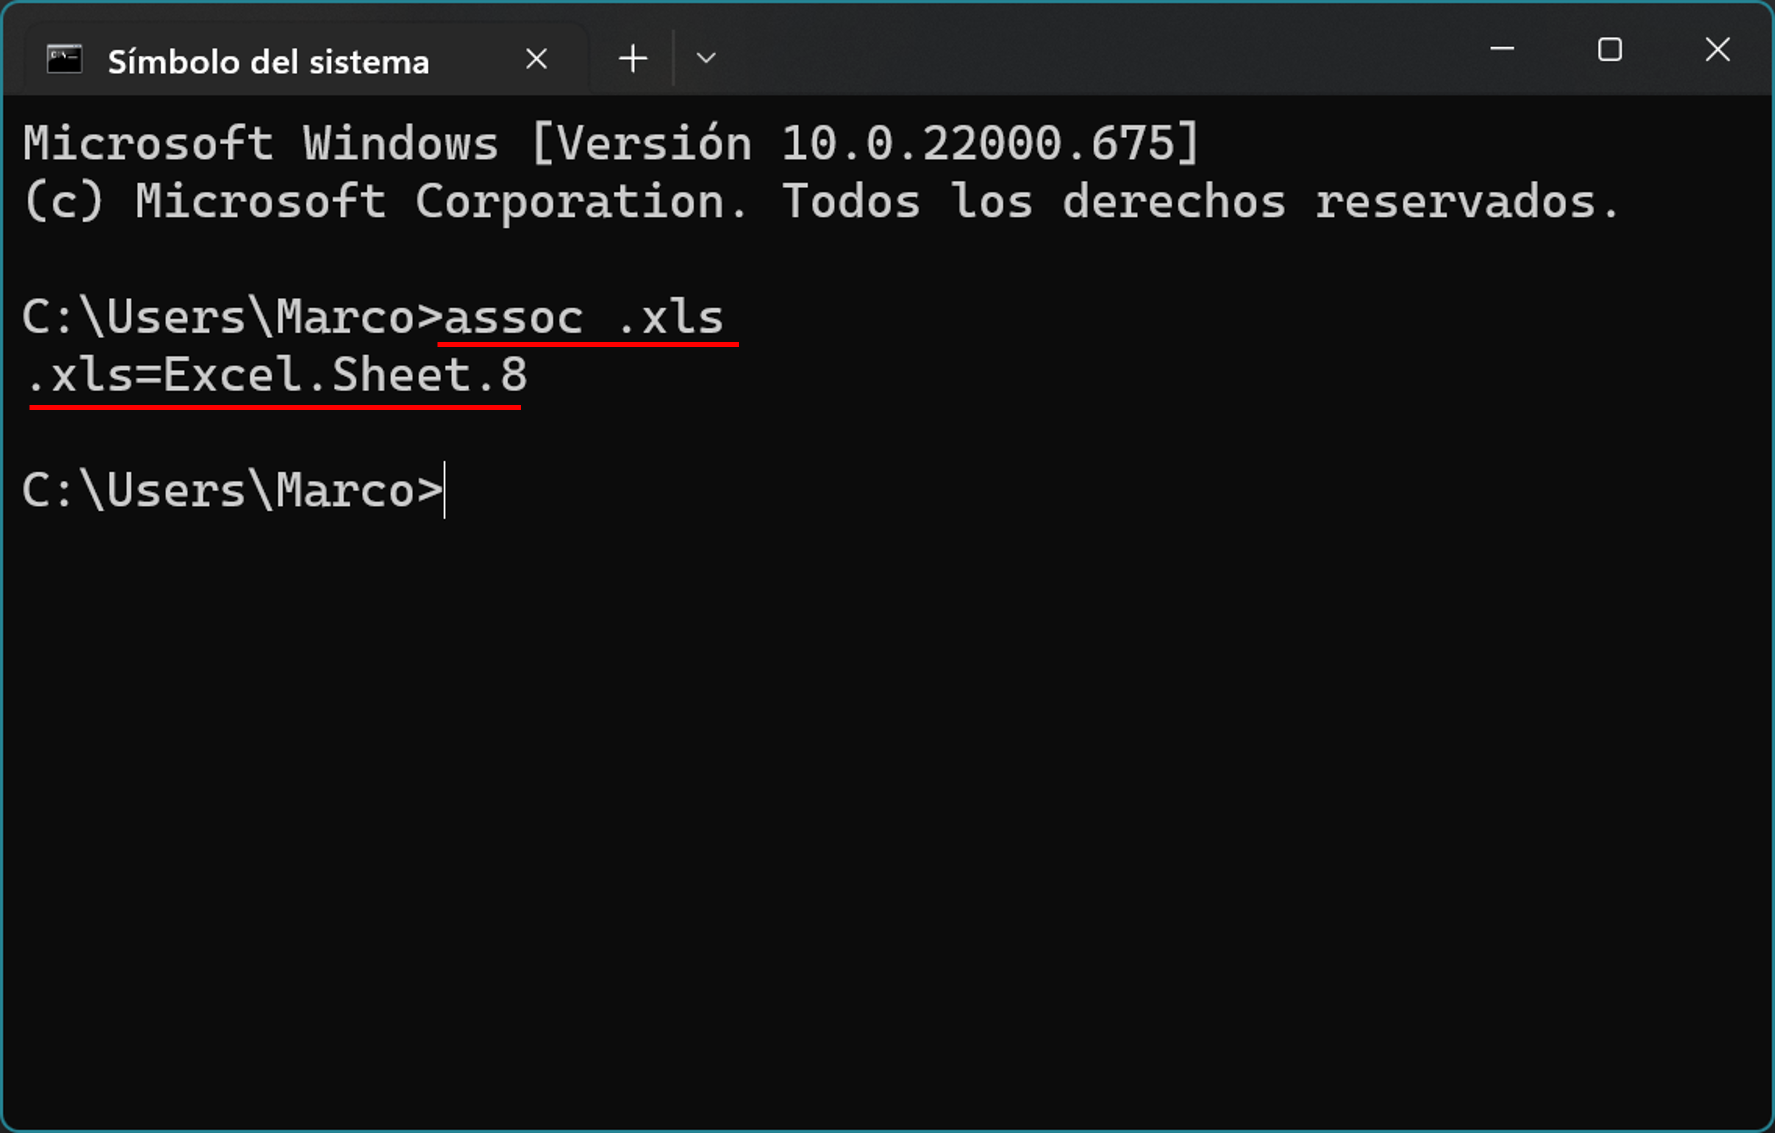 Símbolo del sistema
Microsoft Windows [Versión 10.0.22000.675]
(c) Microsoft Corporation. Todos los derechos reservados.
C:\Users\Marco>assoc .xls
.xls=Excel.Sheet.8
C:\Users\Marco>